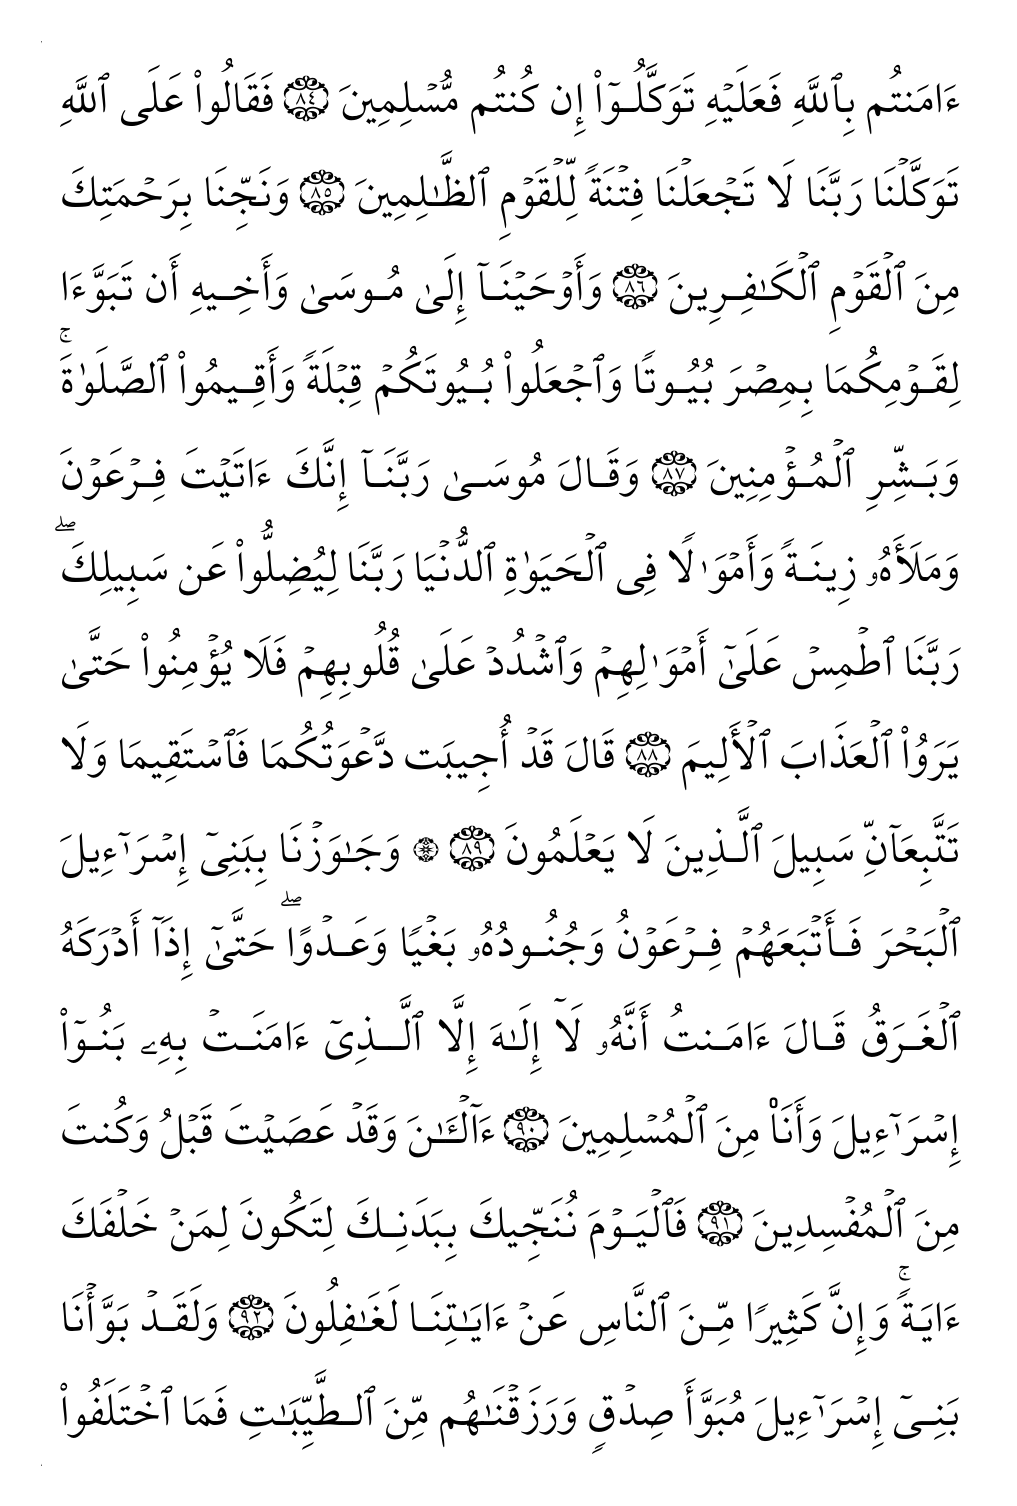 ءَامَنتُم بِٱللَّهِ فَعَلَيۡهِ تَوَكَّلُوٓاْ إِن كُنتُم مُّسۡلِمِينَ ٨٤ فَقَالُواْ عَلَى ٱللَّهِ
تَوَكَّلۡنَا رَبَّنَا لَا تَجۡعَلۡنَا فِتۡنَةٗ لِّلۡقَوۡمِ ٱلظَّٰلِمِينَ ٨٥ وَنَجِّنَا بِرَحۡمَتِكَ
مِنَ ٱلۡقَوۡمِ ٱلۡكَٰفِرِينَ ٨٦ وَأَوۡحَيۡنَآ إِلَىٰ مُوسَىٰ وَأَخِيهِ أَن تَبَوَّءَا
لِقَوۡمِكُمَا بِمِصۡرَ بُيُوتٗا وَٱجۡعَلُواْ بُيُوتَكُمۡ قِبۡلَةٗ وَأَقِيمُواْ ٱلصَّلَوٰةَۚ
وَبَشِّرِ ٱلۡمُؤۡمِنِينَ ٨٧ وَقَالَ مُوسَىٰ رَبَّنَآ إِنَّكَ ءَاتَيۡتَ فِرۡعَوۡنَ
وَمَلَأَهُۥ زِينَةٗ وَأَمۡوَٰلٗا فِي ٱلۡحَيَوٰةِ ٱلدُّنۡيَا رَبَّنَا لِيُضِلُّواْ عَن سَبِيلِكَۖ
رَبَّنَا ٱطۡمِسۡ عَلَىٰٓ أَمۡوَٰلِهِمۡ وَٱشۡدُدۡ عَلَىٰ قُلُوبِهِمۡ فَلَا يُؤۡمِنُواْ حَتَّىٰ
يَرَوُاْ ٱلۡعَذَابَ ٱلۡأَلِيمَ ٨٨ قَالَ قَدۡ أُجِيبَت دَّعۡوَتُكُمَا فَٱسۡتَقِيمَا وَلَا
تَتَّبِعَآنِّ سَبِيلَ ٱلَّذِينَ لَا يَعۡلَمُونَ ٨٩ ۞ وَجَٰوَزۡنَا بِبَنِيٓ إِسۡرَٰٓءِيلَ
ٱلۡبَحۡرَ فَأَتۡبَعَهُمۡ فِرۡعَوۡنُ وَجُنُودُهُۥ بَغۡيٗا وَعَدۡوًاۖ حَتَّىٰٓ إِذَآ أَدۡرَكَهُ
ٱلۡغَرَقُ قَالَ ءَامَنتُ أَنَّهُۥ لَآ إِلَٰهَ إِلَّا ٱلَّذِيٓ ءَامَنَتۡ بِهِۦ بَنُوٓاْ
إِسۡرَٰٓءِيلَ وَأَنَا۠ مِنَ ٱلۡمُسۡلِمِينَ ٩٠ ءَآلۡـَٰٔنَ وَقَدۡ عَصَيۡتَ قَبۡلُ وَكُنتَ
مِنَ ٱلۡمُفۡسِدِينَ ٩١ فَٱلۡيَوۡمَ نُنَجِّيكَ بِبَدَنِكَ لِتَكُونَ لِمَنۡ خَلۡفَكَ
ءَايَةٗۚ وَإِنَّ كَثِيرٗا مِّنَ ٱلنَّاسِ عَنۡ ءَايَٰتِنَا لَغَٰفِلُونَ ٩٢ وَلَقَدۡ بَوَّأۡنَا
بَنِيٓ إِسۡرَٰٓءِيلَ مُبَوَّأَ صِدۡقٖ وَرَزَقۡنَٰهُم مِّنَ ٱلطَّيِّبَٰتِ فَمَا ٱخۡتَلَفُواْ